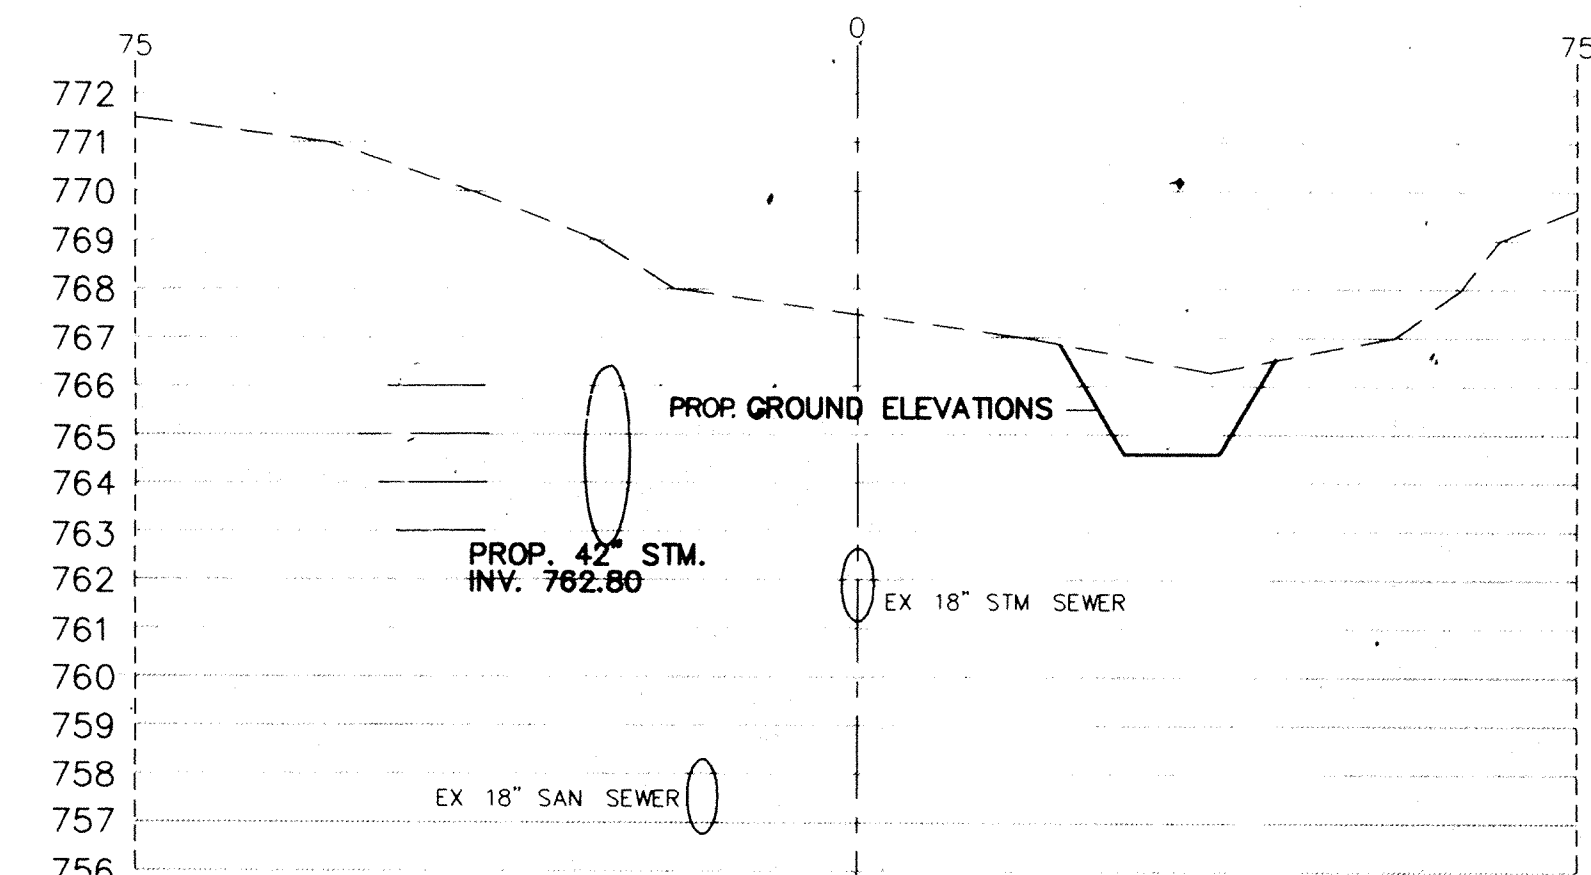 75 0 75
772
771
770
769
768
767
766
PROP. GROUND ELEVATIONS
765
764
763
PROP. 42" STM.
762
INV. 762.80
EX 18" STM SEWER
761
760
759
758
EX 18" SAN SEWER
757
756